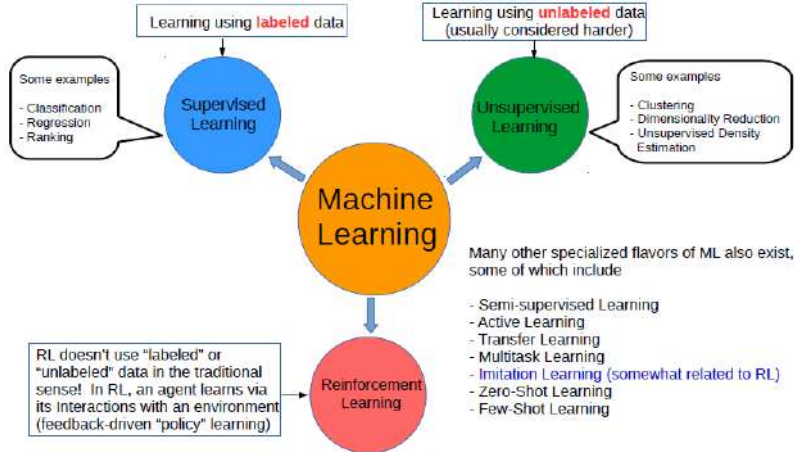 Learning using labeled data
Learning using unlabeled data
(usually considered harder)
Some examples
- Classification
- Regression
- Ranking
Supervised
Learning
Unsupervised
Learning
Some examples
- Clustering
- Dimensionality Reduction
- Unsupervised Density
Estimation
Machine
Learning
Many other specialized flavors of ML also exist,
some of which include
- Semi-supervised Learning
- Active Learning
- Transfer Learning
- Multitask Learning
- Imitation Learning (somewhat related to RL)
- Zero-Shot Learning
- Few-Shot Learning
RL doesn't use “labeled” or
“unlabeled” data in the traditional
sense! In RL, an agent learns via
its Interactions with an environment
(feedback-driven “policy” learning)
Reinforcement
Learning